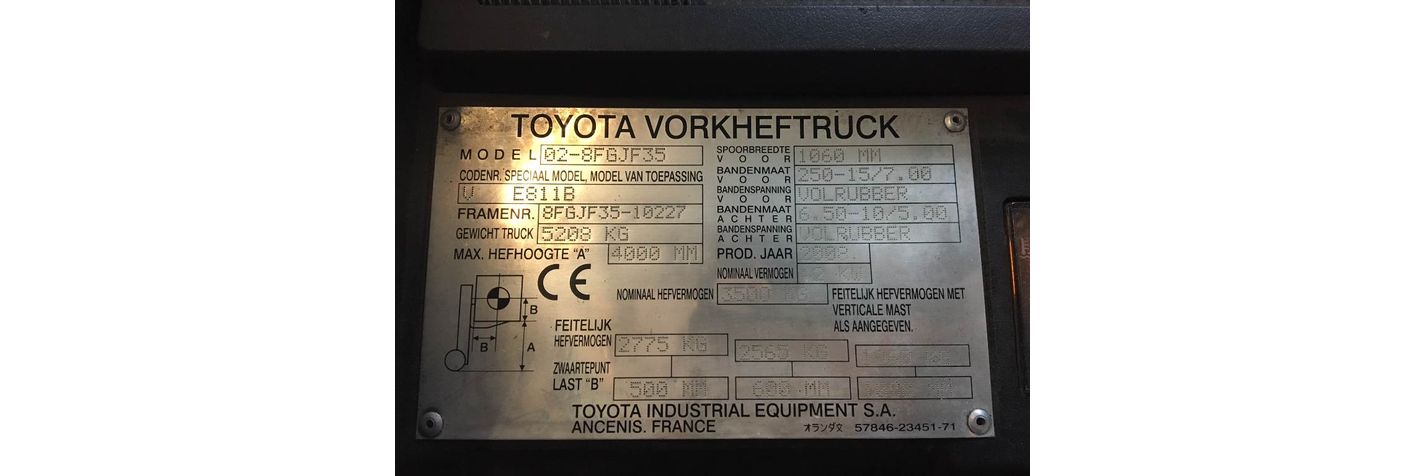 TOYOTA VORKHEFTRUCK
MODEL 02-8FGJF35
CODENR. SPECIAAL MODEL, MODEL VAN TOEPASSING
V E811B
FRAMENR. 8FGJF35-10227
GEWICHT TRUCK 5208 KG
MAX. HEFHOOGTE "A" 4000 MM
SPOORBREEDTE VOOR 1060 MM
BANDENMAAT VOOR 250-15/7.00
BANDENSPANNING VOOR VOLRUBBER
BANDENMAAT ACHTER 6.50-10/5.00
BANDENSPANNING ACHTER VOLRUBBER
PROD. JAAR
NOMINAAL VERMOGEN KW
CE
NOMINAAL HEFVERMOGEN 3500 KG
FEITELIJK HEFVERMOGEN MET
VERTICALE MAST
ALS AANGEGEVEN.
B
B
A
FEITELIJK
HEFVERMOGEN 2775 KG 2565 KG
ZWAARTEPUNT
LAST "B" 500 MM 600 MM
TOYOTA INDUSTRIAL EQUIPMENT S.A.
ANCENIS. FRANCE
オランダ文 57846-23451-71